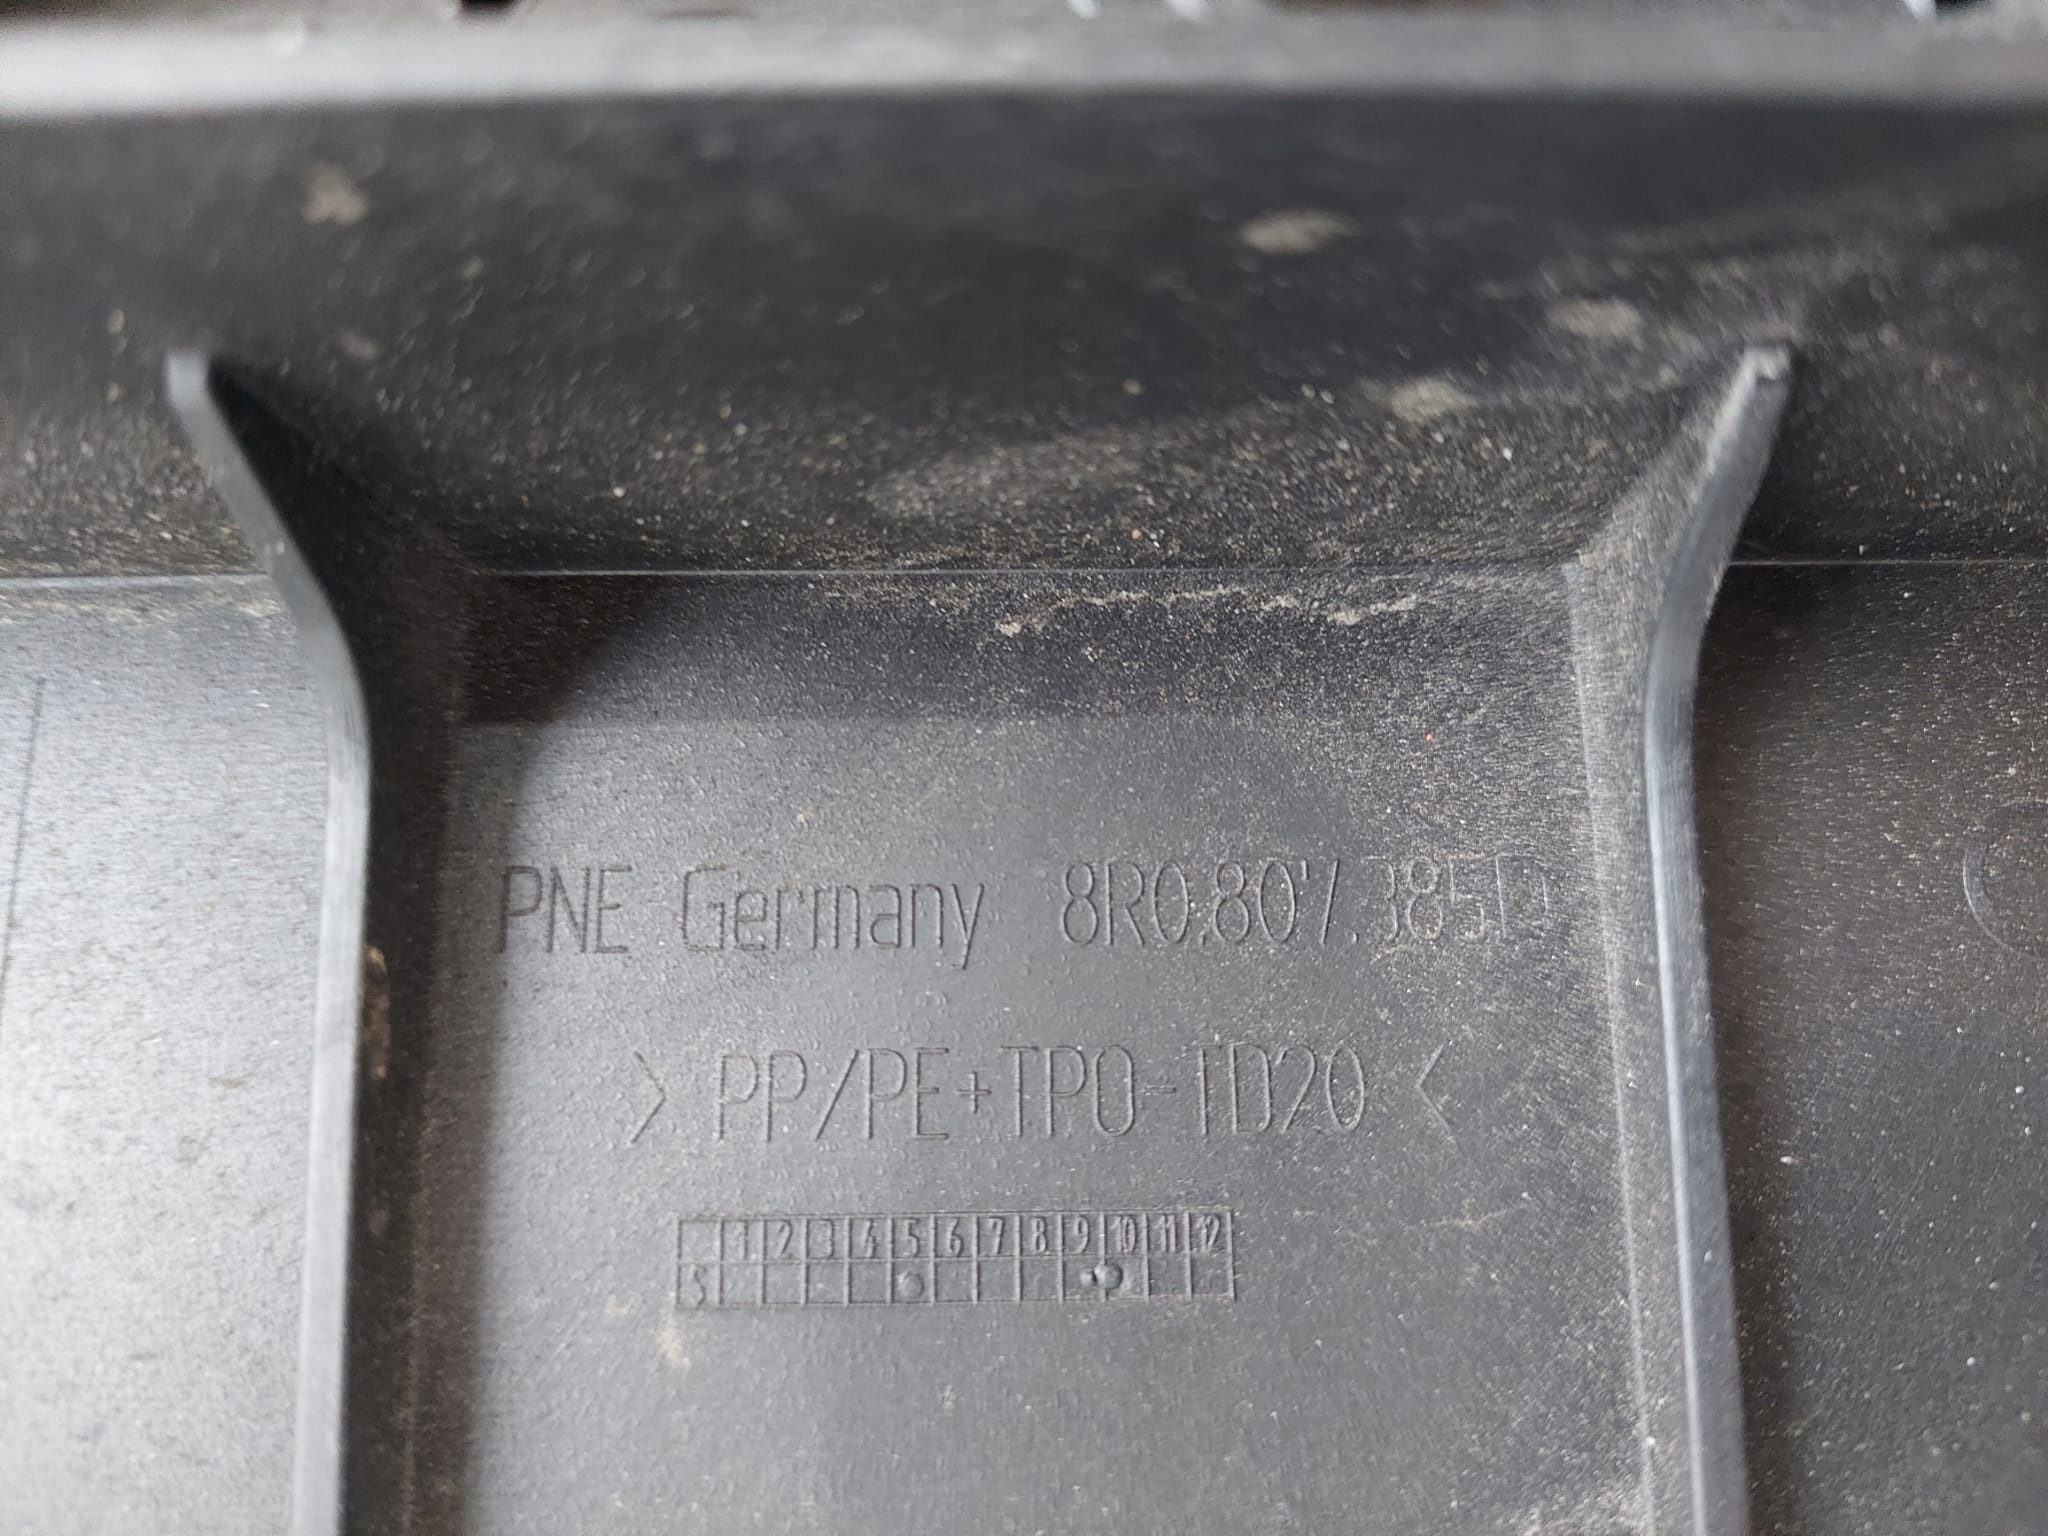 PNE Germany 8R0.807.385
>PP/PE+TPO-TD20<
1 2 3 4 5 6 7 8 9 10 11 12
S